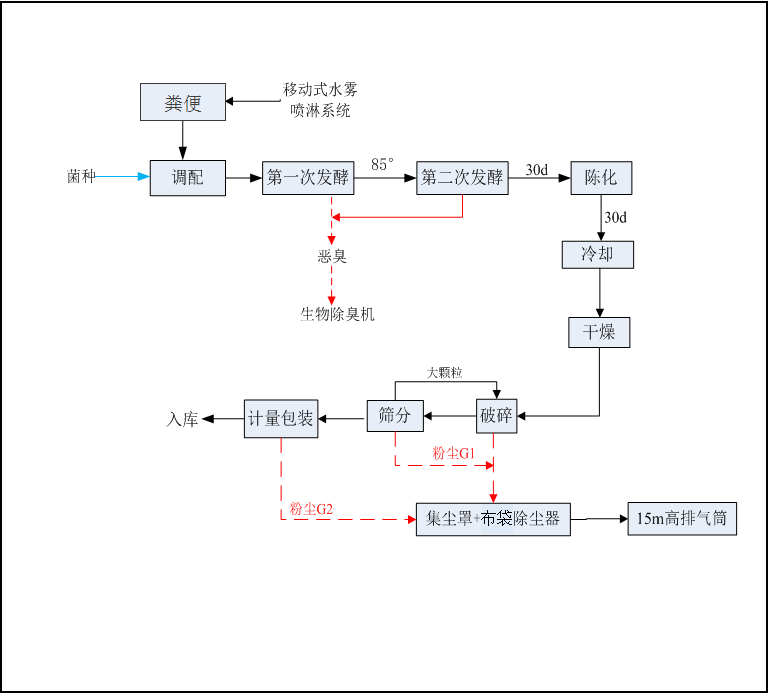 移动式水雾
喷淋系统
粪便
菌种
调配
第一次发酵
85°
第二次发酵
30d
陈化
30d
冷却
恶臭
生物除臭机
干燥
大颗粒
入库
计量包装
筛分
破碎
粉尘G1
粉尘G2
集尘罩+布袋除尘器
15m高排气筒